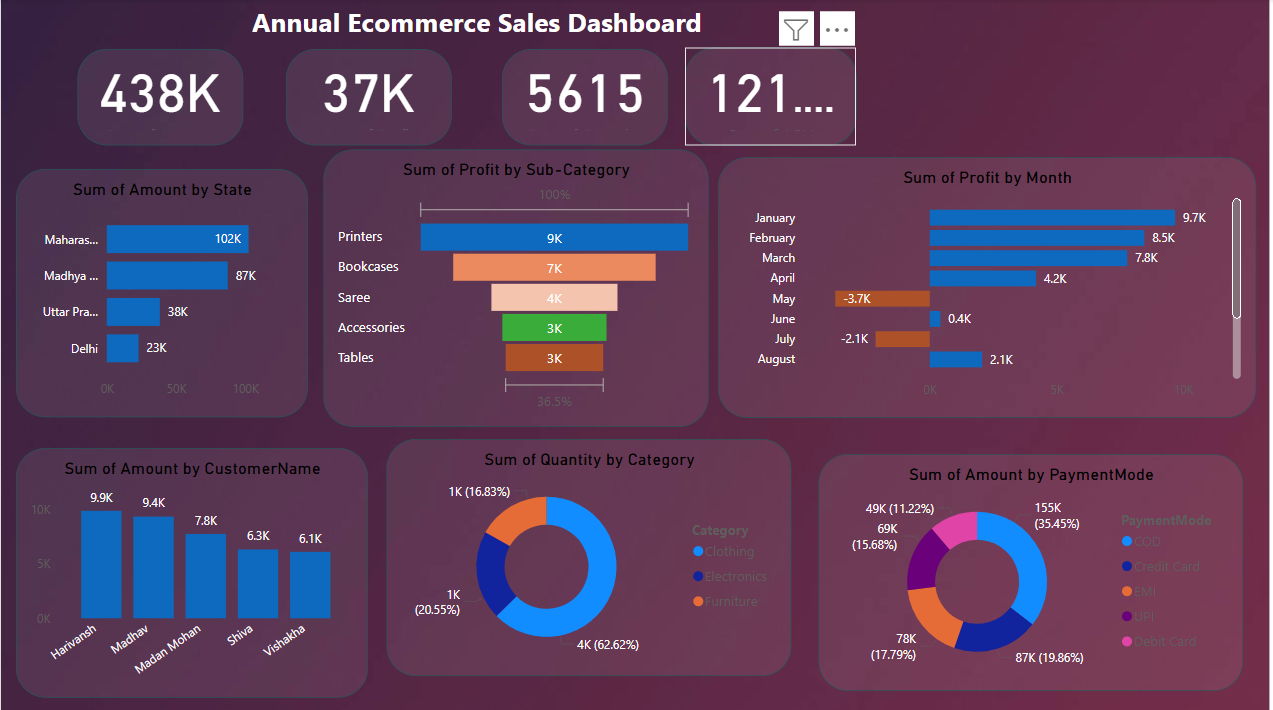 Annual Ecommerce Sales Dashboard
438K
37K
5615
121....
Sum of Amount by State
Maharas...
102K
Madhya ...
87K
Uttar Pra...
38K
Delhi
23K
0K 50K 100K
Sum of Profit by Sub-Category
100%
Printers
9K
Bookcases
7K
Saree
4K
Accessories
3K
Tables
3K
36.5%
Sum of Profit by Month
January
9.7K
February
8.5K
March
7.8K
April
4.2K
May
-3.7K
June
0.4K
July
-2.1K
August
2.1K
0K 5K 10K
Sum of Amount by CustomerName
10K
5K
0K
9.9K
9.4K
7.8K
6.3K
6.1K
Harivansh
Madhav
Madan Mohan
Shiva
Vishakha
Sum of Quantity by Category
1K (16.83%)
1K
(20.55%)
4K (62.62%)
Category
Clothing
Electronics
Furniture
Sum of Amount by PaymentMode
49K (11.22%)
69K
(15.68%)
78K
(17.79%)
87K (19.86%)
155K
(35.45%)
PaymentMode
COD
Credit Card
EMI
UPI
Debit Card